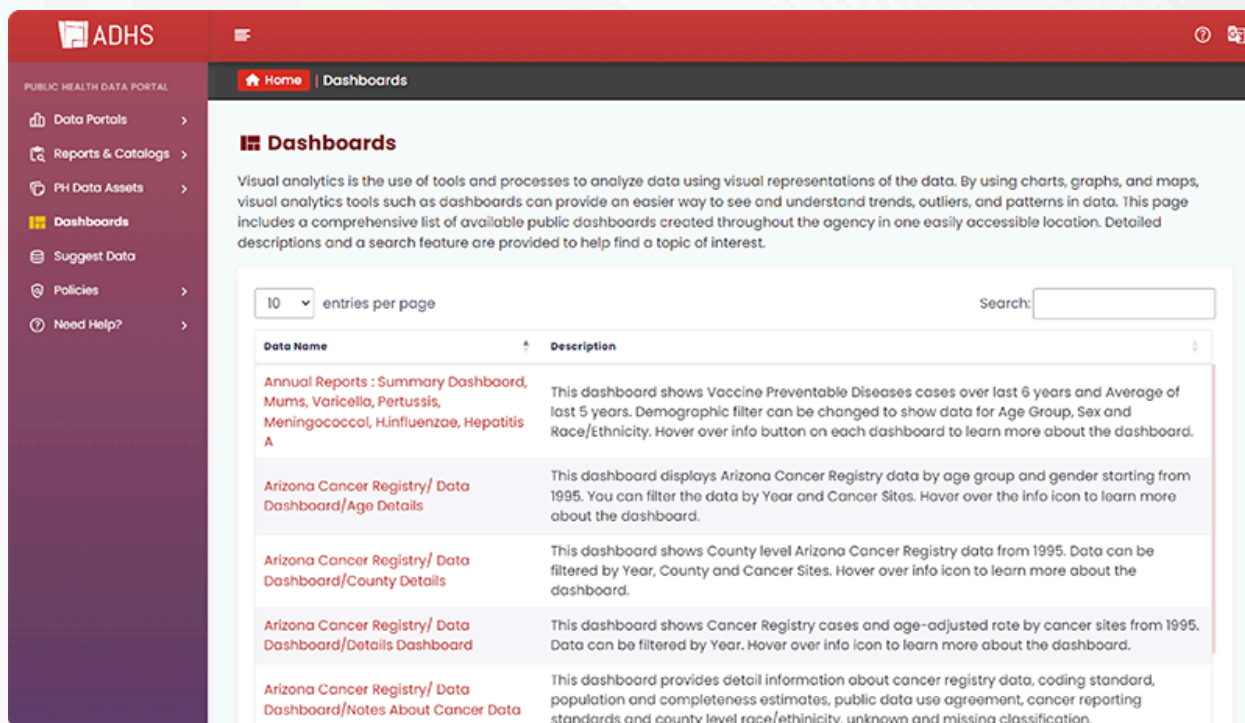 ADHS
PUBLIC HEALTH DATA PORTAL
Data Portals
Reports & Catalogs
PH Data Assets
Dashboards
Suggest Data
Policies
Need Help?
Home | Dashboards
Dashboards
Visual analytics is the use of tools and processes to analyze data using visual representations of the data. By using charts, graphs, and maps,
visual analytics tools such as dashboards can provide an easier way to see and understand trends, outliers, and patterns in data. This page
includes a comprehensive list of available public dashboards created throughout the agency in one easily accessible location. Detailed
descriptions and a search feature are provided to help find a topic of interest.
10 entries per page
Search:
Data Name
Description
Annual Reports : Summary Dashbaord,
Mums, Varicella, Pertussis,
Meningococcal, H.influenzae, Hepatitis
A
This dashboard shows Vaccine Preventable Diseases cases over last 6 years and Average of
last 5 years. Demographic filter can be changed to show data for Age Group, Sex and
Race/Ethnicity. Hover over info button on each dashboard to learn more about the dashboard.
Arizona Cancer Registry/ Data
Dashboard/Age Details
This dashboard displays Arizona Cancer Registry data by age group and gender starting from
1995. You can filter the data by Year and Cancer Sites. Hover over the info icon to learn more
about the dashboard.
Arizona Cancer Registry/ Data
Dashboard/County Details
This dashboard shows County level Arizona Cancer Registry data from 1995. Data can be
filtered by Year, County and Cancer Sites. Hover over info icon to learn more about the
dashboard.
Arizona Cancer Registry/ Data
Dashboard/Details Dashboard
This dashboard shows Cancer Registry cases and age-adjusted rate by cancer sites from 1995.
Data can be filtered by Year. Hover over info icon to learn more about the dashboard.
Arizona Cancer Registry/ Data
Dashboard/Notes About Cancer Data
This dashboard provides detail information about cancer registry data, coding standard,
population and completeness estimates, public data use agreement, cancer reporting
standards and county level race/ethinicity, unknown and missing classification.